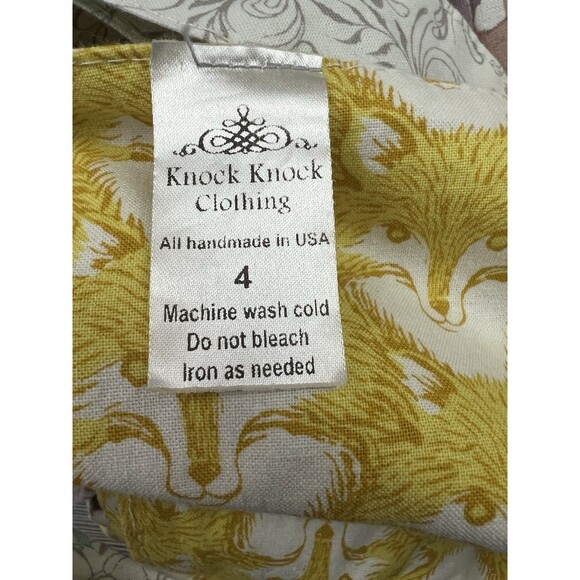 Knock Knock
Clothing
All handmade in USA
4
Machine wash cold
Do not bleach
Iron as needed